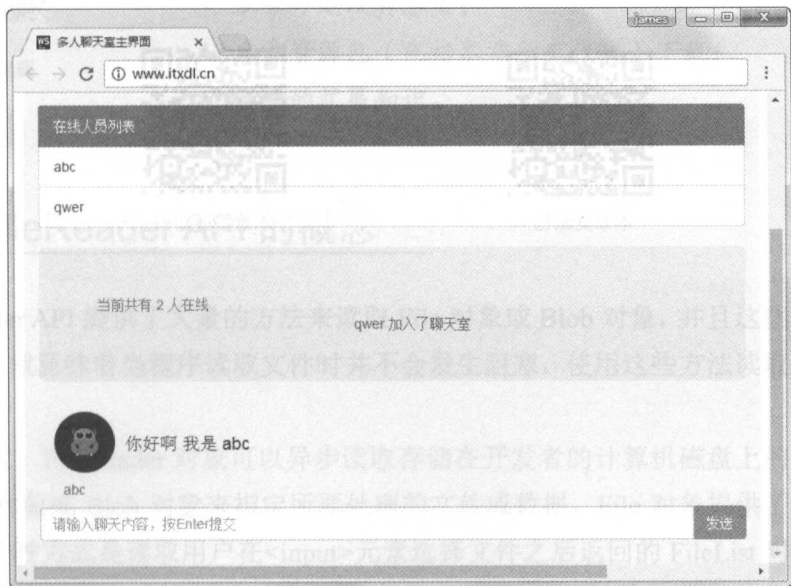 james
WS 多人聊天室主界面 ×
www.itxdl.cn
在线人员列表
abc
qwer
当前共有 2 人在线
qwer 加入了聊天室
你好啊 我是 abc
abc
请输入聊天内容，按Enter提交
发送